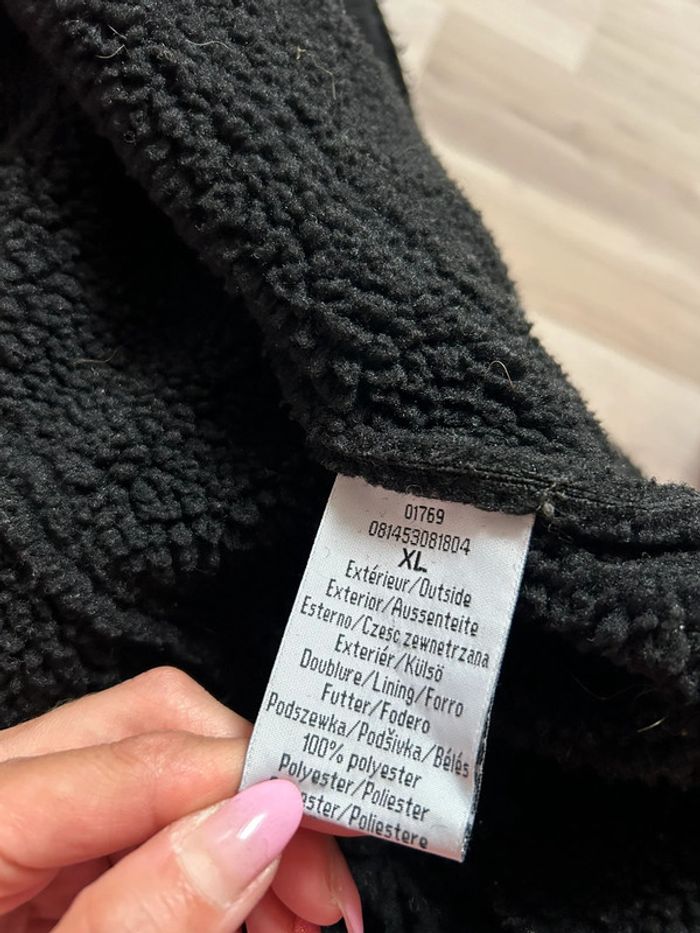 01769
081453081804
XL
Extérieur/Outside
Exterior/Aussenteite
Esterno/Czesc zewnetrzana
Exteriér/Külsö
Doublure/Lining/Forro
Futter/Fodero
Podszewka/Podšivka/Bélés
100% polyester
Polyester/Poliester
/Poliestere